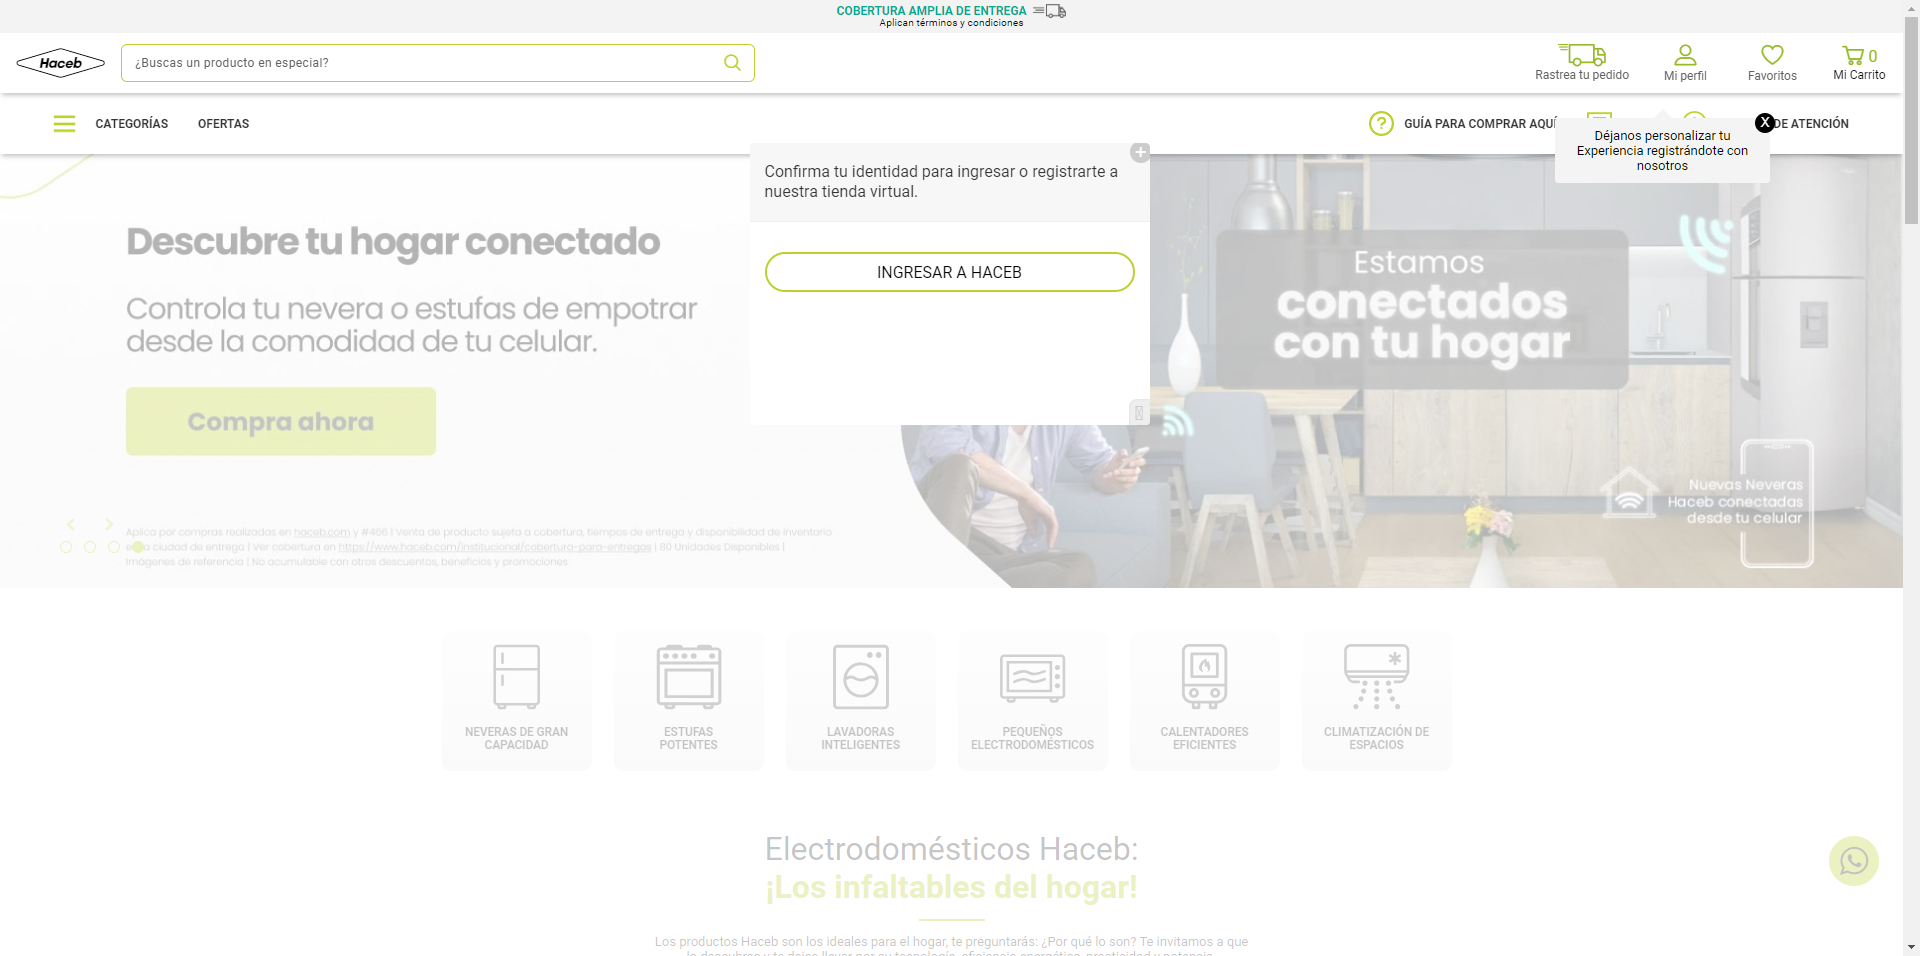 COBERTURA AMPLIA DE ENTREGA
Aplican términos y condiciones
Haceb
¿Buscas un producto en especial?
Rastrea tu pedido
Mi perfil
Favoritos
0
Mi Carrito
CATEGORÍAS
OFERTAS
GUÍA PARA COMPRAR AQUÍ
DE ATENCIÓN
X
Déjanos personalizar tu
Experiencia registrándote con
nosotros
Confirma tu identidad para ingresar o registrarte a
nuestra tienda virtual.
INGRESAR A HACEB
Descubre tu hogar conectado
Controla tu nevera o estufas de empotrar
desde la comodidad de tu celular.
Compra ahora
Estamos
conectados
con tu hogar
Nuevas Neveras
Haceb conectadas
desde tu celular
Aplica por compras realizadas en haceb.com y #466 | Venta de producto sujeta a cobertura, tiempos de entrega y disponibilidad de inventario
ciudad de entrega | Ver cobertura en https://www.haceb.com/institucional/cobertura-para-entregas | 80 Unidades Disponibles |
Imágenes de referencia | No acumulable con otros descuentos, beneficios y promociones.
NEVERAS DE GRAN
CAPACIDAD
ESTUFAS
POTENTES
LAVADORAS
INTELIGENTES
PEQUEÑOS
ELECTRODOMÉSTICOS
CALENTADORES
EFICIENTES
CLIMATIZACIÓN DE
ESPACIOS
Electrodomésticos Haceb:
¡Los infaltables del hogar!
Los productos Haceb son los ideales para el hogar, te preguntarás: ¿Por qué lo son? Te invitamos a que